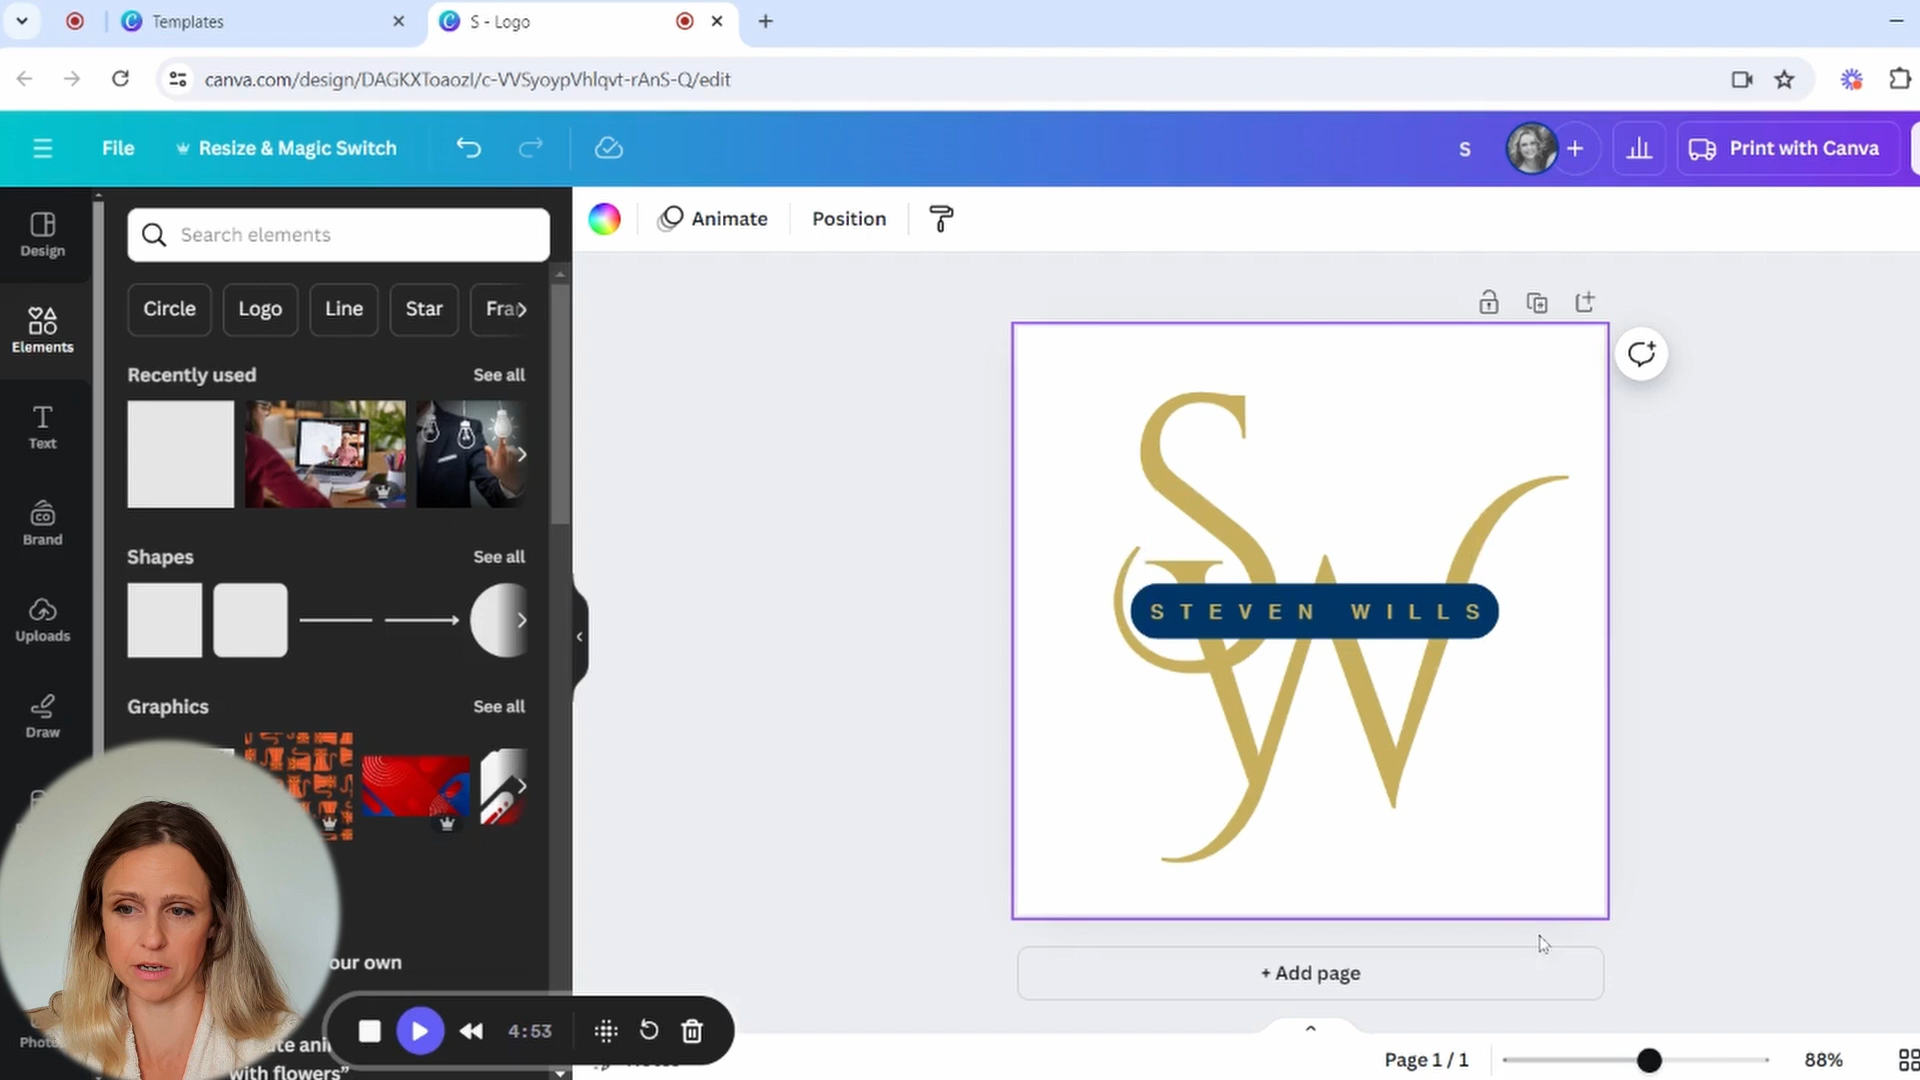 Templates
S - Logo
canva.com/design/DAGKXToaozI/c-VVSyoypVhlqvt-rAnS-Q/edit
File
Resize & Magic Switch
S
Print with Canva
Design
Elements
Text
Brand
Uploads
Draw
Search elements
Circle
Logo
Line
Star
Recently used
See all
Shapes
See all
Graphics
See all
our own
with flowers”
Animate
Position
SW
STEVEN WILLS
+ Add page
4:53
Page 1 / 1
88%